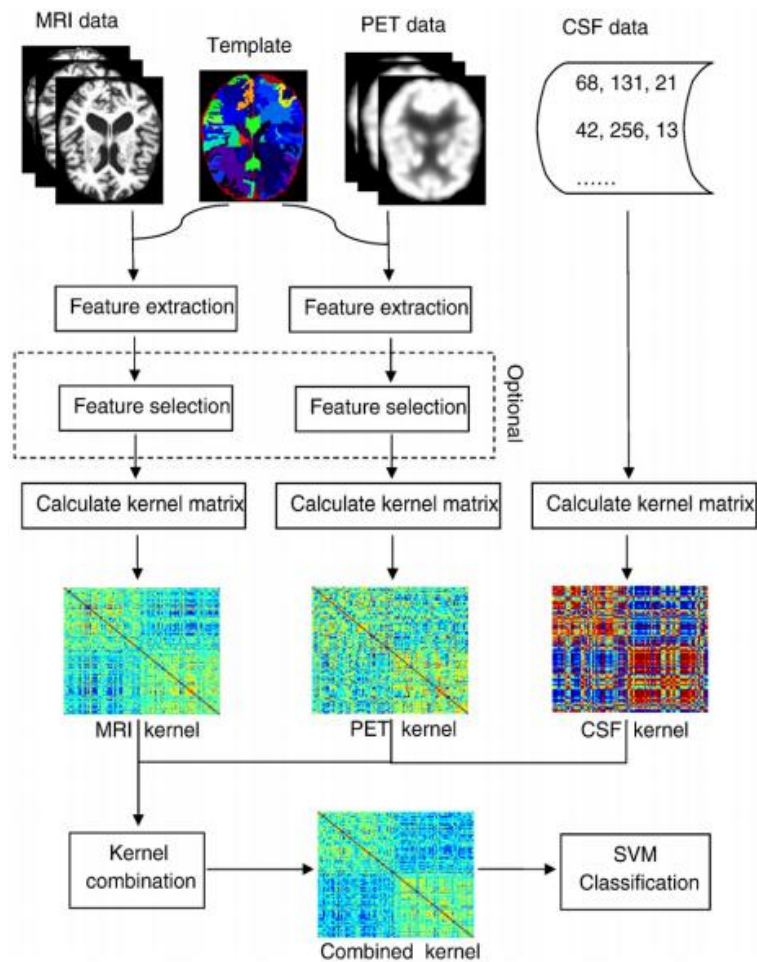 MRI data
Template
PET data
CSF data
68, 131, 21
42, 256, 13
......
Feature extraction
Feature extraction
Feature selection
Feature selection
Optional
Calculate kernel matrix
Calculate kernel matrix
Calculate kernel matrix
MRI kernel
PET kernel
CSF kernel
Kernel
combination
SVM
Classification
Combined kernel